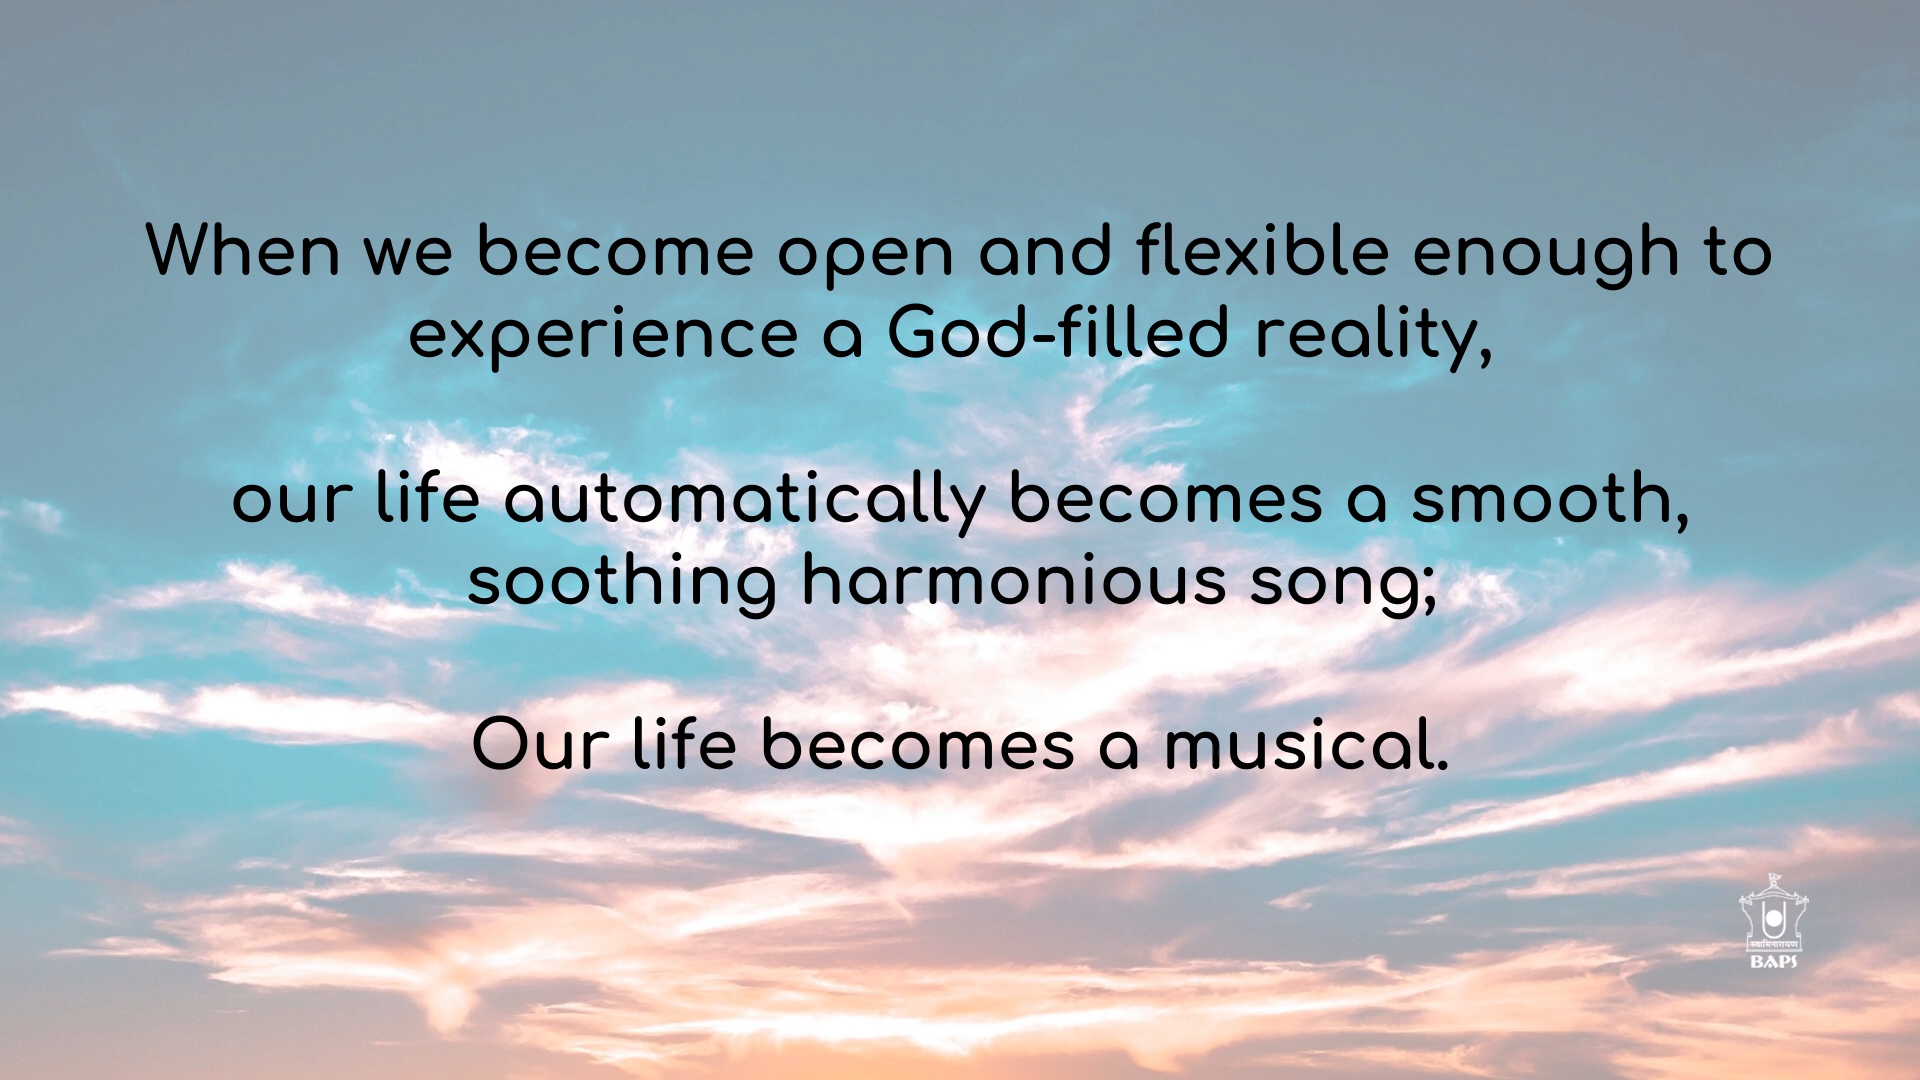 When we become open and flexible enough to
experience a God-filled reality,
our life automatically becomes a smooth,
soothing harmonious song;
Our life becomes a musical.
स्वामिनारायण
BAPS